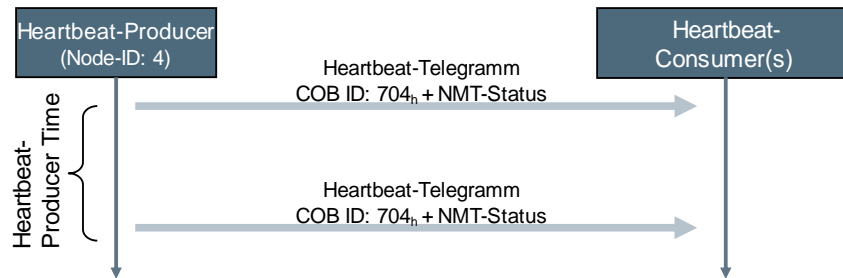 Heartbeat-Producer
(Node-ID: 4)
Heartbeat-
Consumer(s)
Heartbeat-Telegramm
COB ID: 704h + NMT-Status
Heartbeat-
Producer Time
Heartbeat-Telegramm
COB ID: 704h + NMT-Status